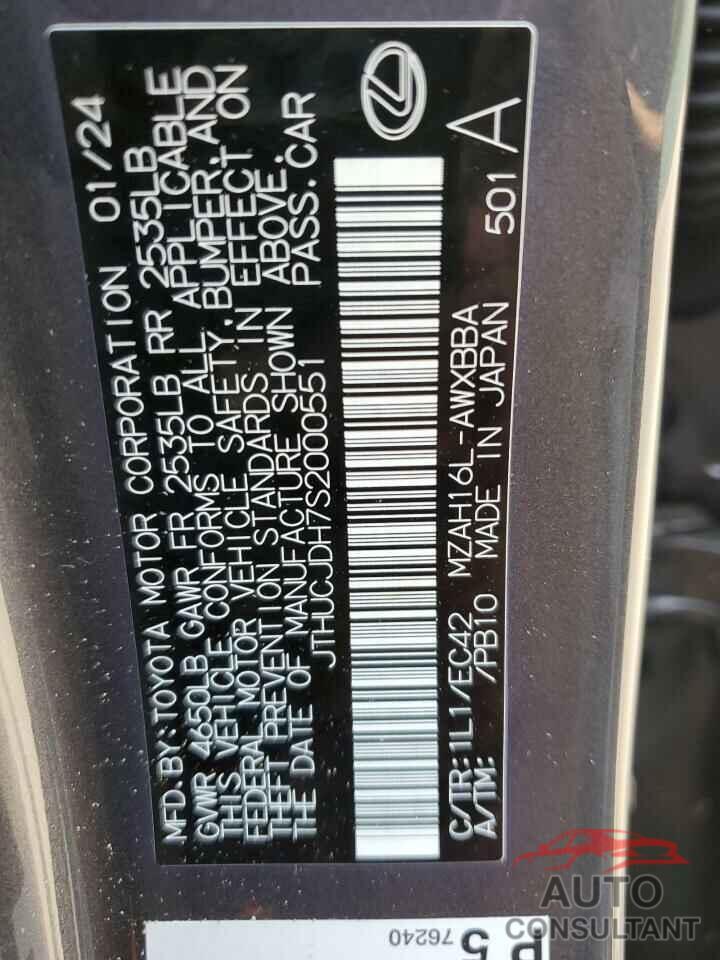 MFD.BY:TOYOTA MOTOR CORPORATION 01/24
GVWR 4650LB GAWR FR 2535LB RR 2535LB
THIS VEHICLE CONFORMS TO ALL APPLICABLE
FEDERAL MOTOR VEHICLE SAFETY,BUMPER,AND
THEFT PREVENTION STANDARDS IN EFFECT ON
THE DATE OF MANUFACTURE SHOWN ABOVE.
JTHUCJDH7S2000551 PASS.CAR
C/TR:1L1/EC42 MZAH16L-AWXBBA
A/TM: /PB10 MADE IN JAPAN 501 A
76240
5
AUTO
CONSULTANT